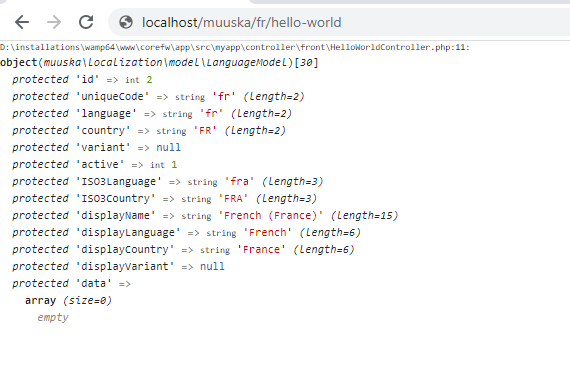 localhost/muuska/fr/hello-world
D:\installations\wamp64\www\corefw\app\src\myapp\controller\front\HelloWorldController.php:11:
object(muuska\localization\model\LanguageModel)[30]
protected 'id' => int 2
protected 'uniqueCode' => string 'fr' (length=2)
protected 'language' => string 'fr' (length=2)
protected 'country' => string 'FR' (length=2)
protected 'variant' => null
protected 'active' => int 1
protected 'ISO3Language' => string 'fra' (length=3)
protected 'ISO3Country' => string 'FRA' (length=3)
protected 'displayName' => string 'French (France)' (length=15)
protected 'displayLanguage' => string 'French' (length=6)
protected 'displayCountry' => string 'France' (length=6)
protected 'displayVariant' => null
protected 'data' =>
array (size=0)
empty